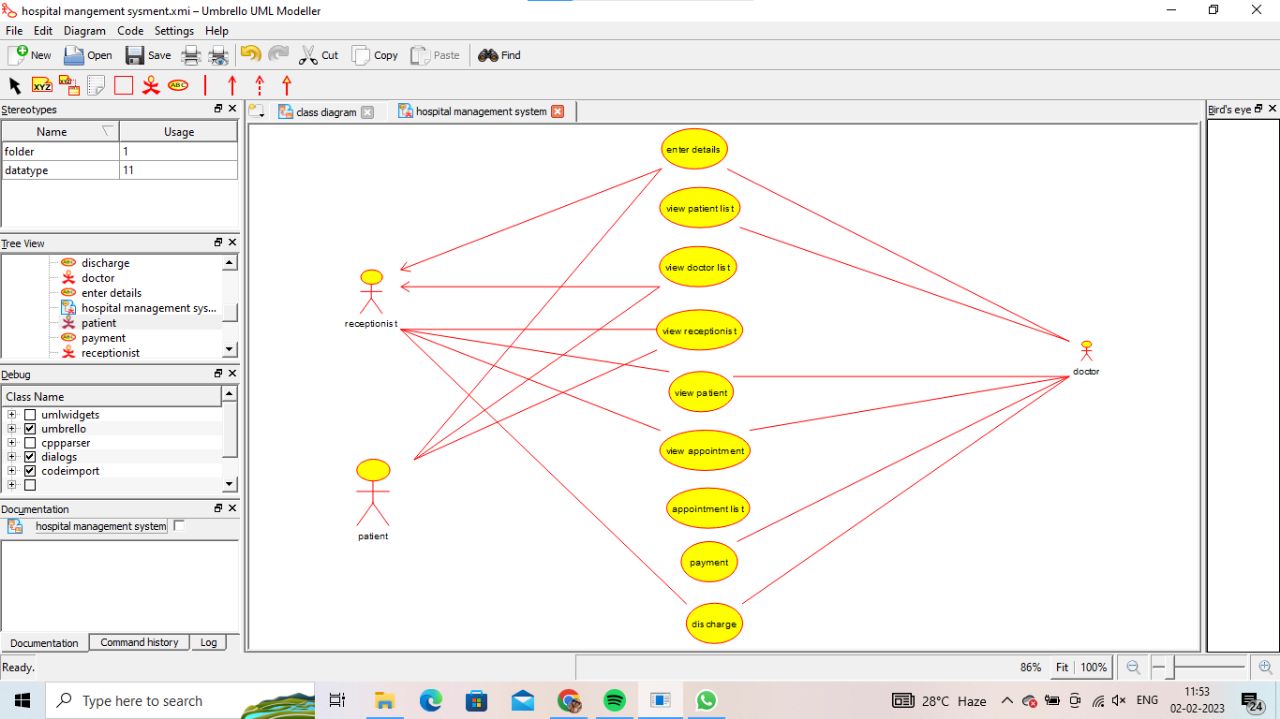 hospital mangement sysment.xmi – Umbrello UML Modeller
File Edit Diagram Code Settings Help
New Open Save Cut Copy Paste Find
XYZ ABC
Stereotypes
Name Usage
folder 1
datatype 11
Tree View
discharge
doctor
enter details
hospital management sys...
patient
payment
receptionist
Debug
Class Name
umlwidgets
umbrello
cppparser
dialogs
codeimport
Documentation
hospital management system
Documentation Command history Log
class diagram hospital management system
enter details
view patient list
view doctor list
view receptionist
view patient
view appointment
appointment list
payment
discharge
receptionist
patient
doctor
Bird's eye
Ready.
86% Fit 100%
Type here to search
28°C Haze
ENG
11:53
02-02-2023
24